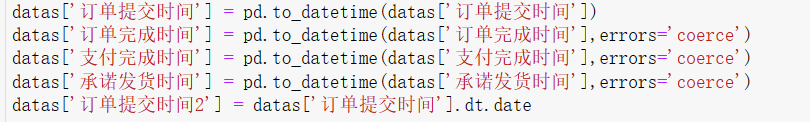 datas['订单提交时间'] = pd.to_datetime(datas['订单提交时间'])
datas['订单完成时间'] = pd.to_datetime(datas['订单完成时间'],errors='coerce')
datas['支付完成时间'] = pd.to_datetime(datas['支付完成时间'],errors='coerce')
datas['承诺发货时间'] = pd.to_datetime(datas['承诺发货时间'],errors='coerce')
datas['订单提交时间2'] = datas['订单提交时间'].dt.date